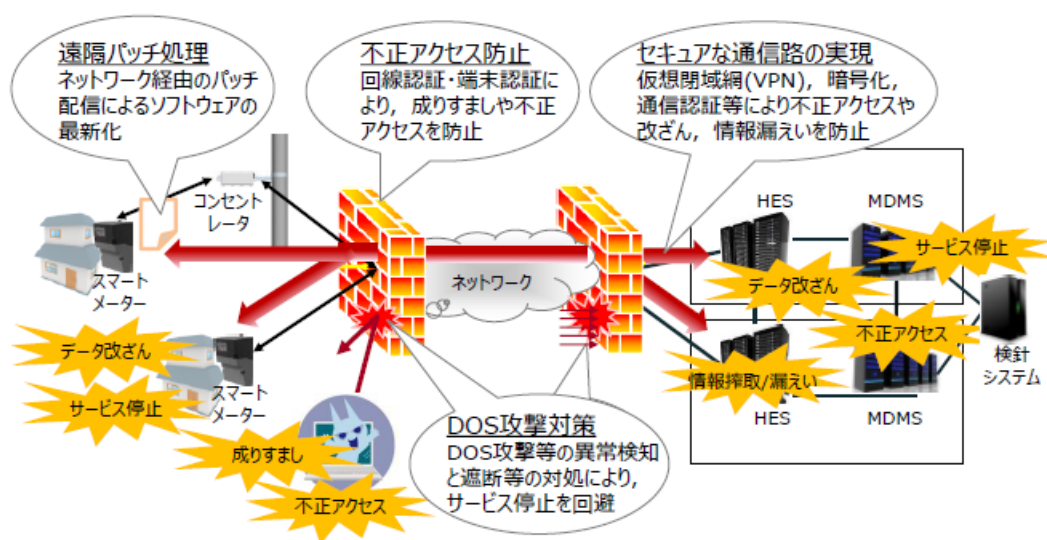 遠隔パッチ処理
ネットワーク経由のパッチ
配信によるソフトウェアの
最新化
不正アクセス防止
回線認証・端末認証に
より，成りすましや不正
アクセスを防止
セキュアな通信路の実現
仮想閉域網(VPN)，暗号化，
通信認証等により不正アクセスや
改ざん，情報漏えいを防止
コンセント
レータ
HES
MDMS
スマート
メーター
ネットワーク
サービス停止
データ改ざん
不正アクセス
検針
システム
データ改ざん
スマート
メーター
サービス停止
情報搾取/漏えい
HES
MDMS
成りすまし
不正アクセス
DOS攻撃対策
DOS攻撃等の異常検知
と遮断等の対処により，
サービス停止を回避